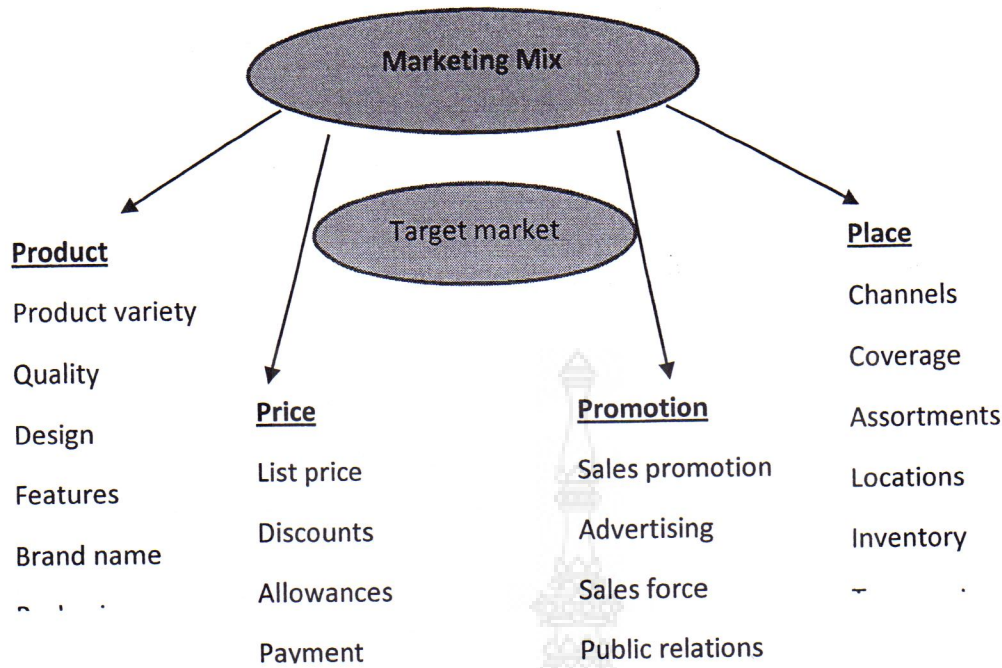 Marketing Mix
Target market
Product
Product variety
Quality
Design
Features
Brand name
Price
List price
Discounts
Allowances
Payment
Promotion
Sales promotion
Advertising
Sales force
Public relations
Place
Channels
Coverage
Assortments
Locations
Inventory